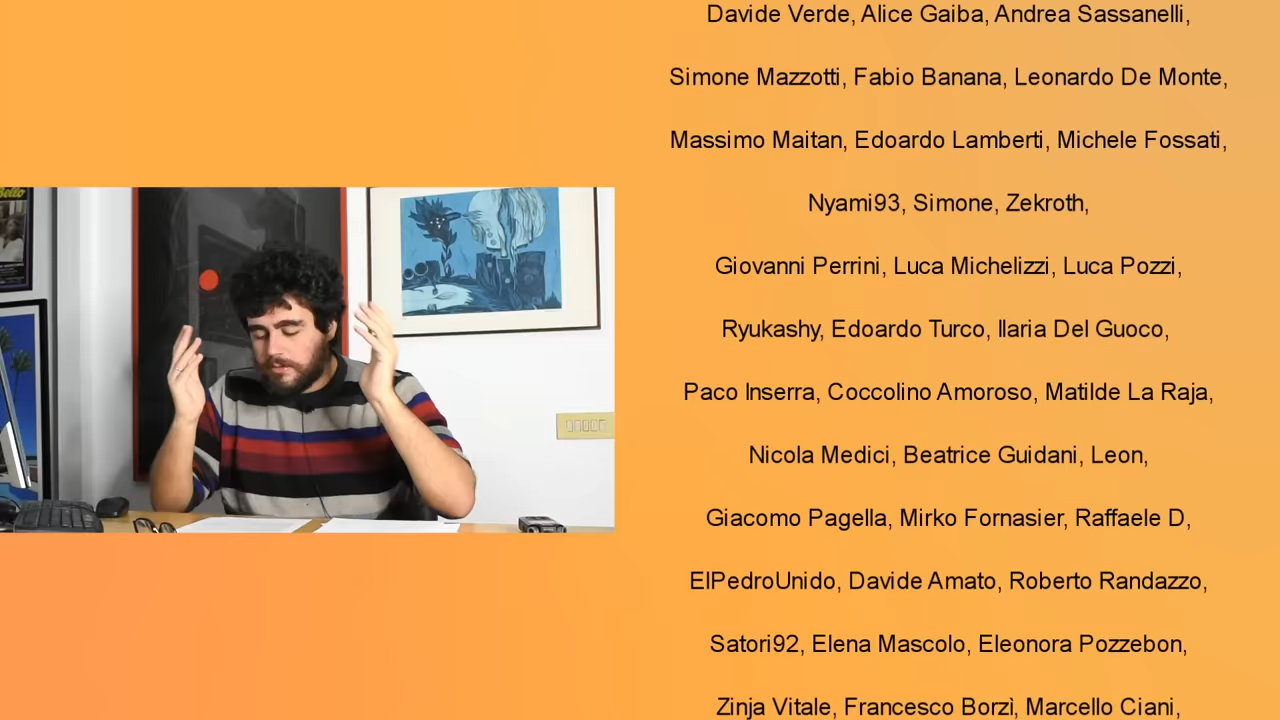 Davide Verde, Alice Gaiba, Andrea Sassanelli,
Simone Mazzotti, Fabio Banana, Leonardo De Monte,
Massimo Maitan, Edoardo Lamberti, Michele Fossati,
Nyami93, Simone, Zekroth,
Giovanni Perrini, Luca Michelizzi, Luca Pozzi,
Ryukashy, Edoardo Turco, Ilaria Del Guoco,
Paco Inserra, Coccolino Amoroso, Matilde La Raja,
Nicola Medici, Beatrice Guidani, Leon,
Giacomo Pagella, Mirko Fornasier, Raffaele D,
ElPedroUnido, Davide Amato, Roberto Randazzo,
Satori92, Elena Mascolo, Eleonora Pozzebon,
Zinja Vitale, Francesco Borzì, Marcello Ciani,